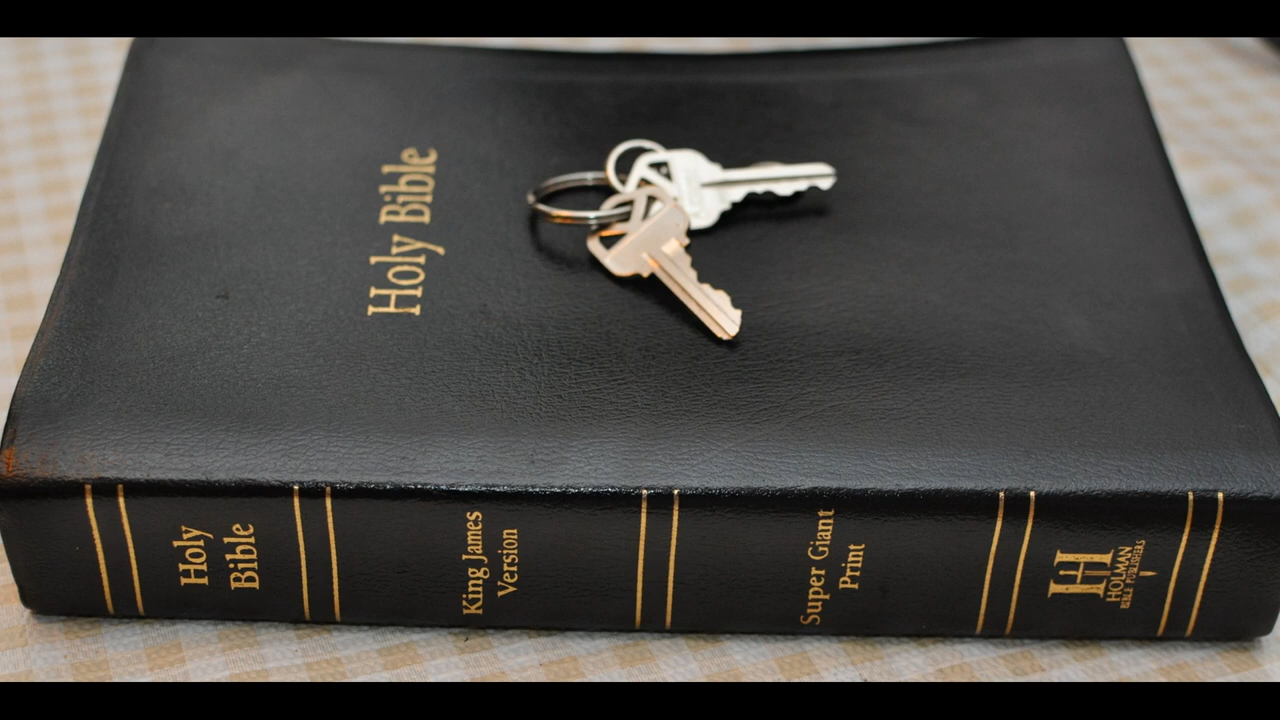 Holy Bible
Holy
Bible
King James
Version
Super Giant
Print
H
HOLMAN
BIBLE PUBLISHERS